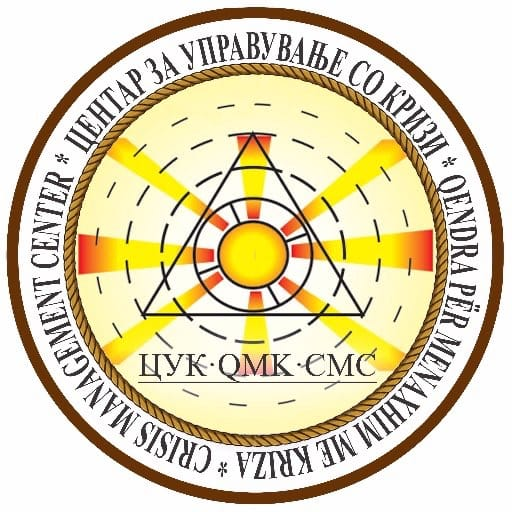 * ЦЕНТАР ЗА УПРАВУВАЊЕ СО КРИЗИ * QENDRA PËR MENAXHIM ME KRIZA * CRISIS MANAGEMENT CENTER
ЦУК·QMK·CMC